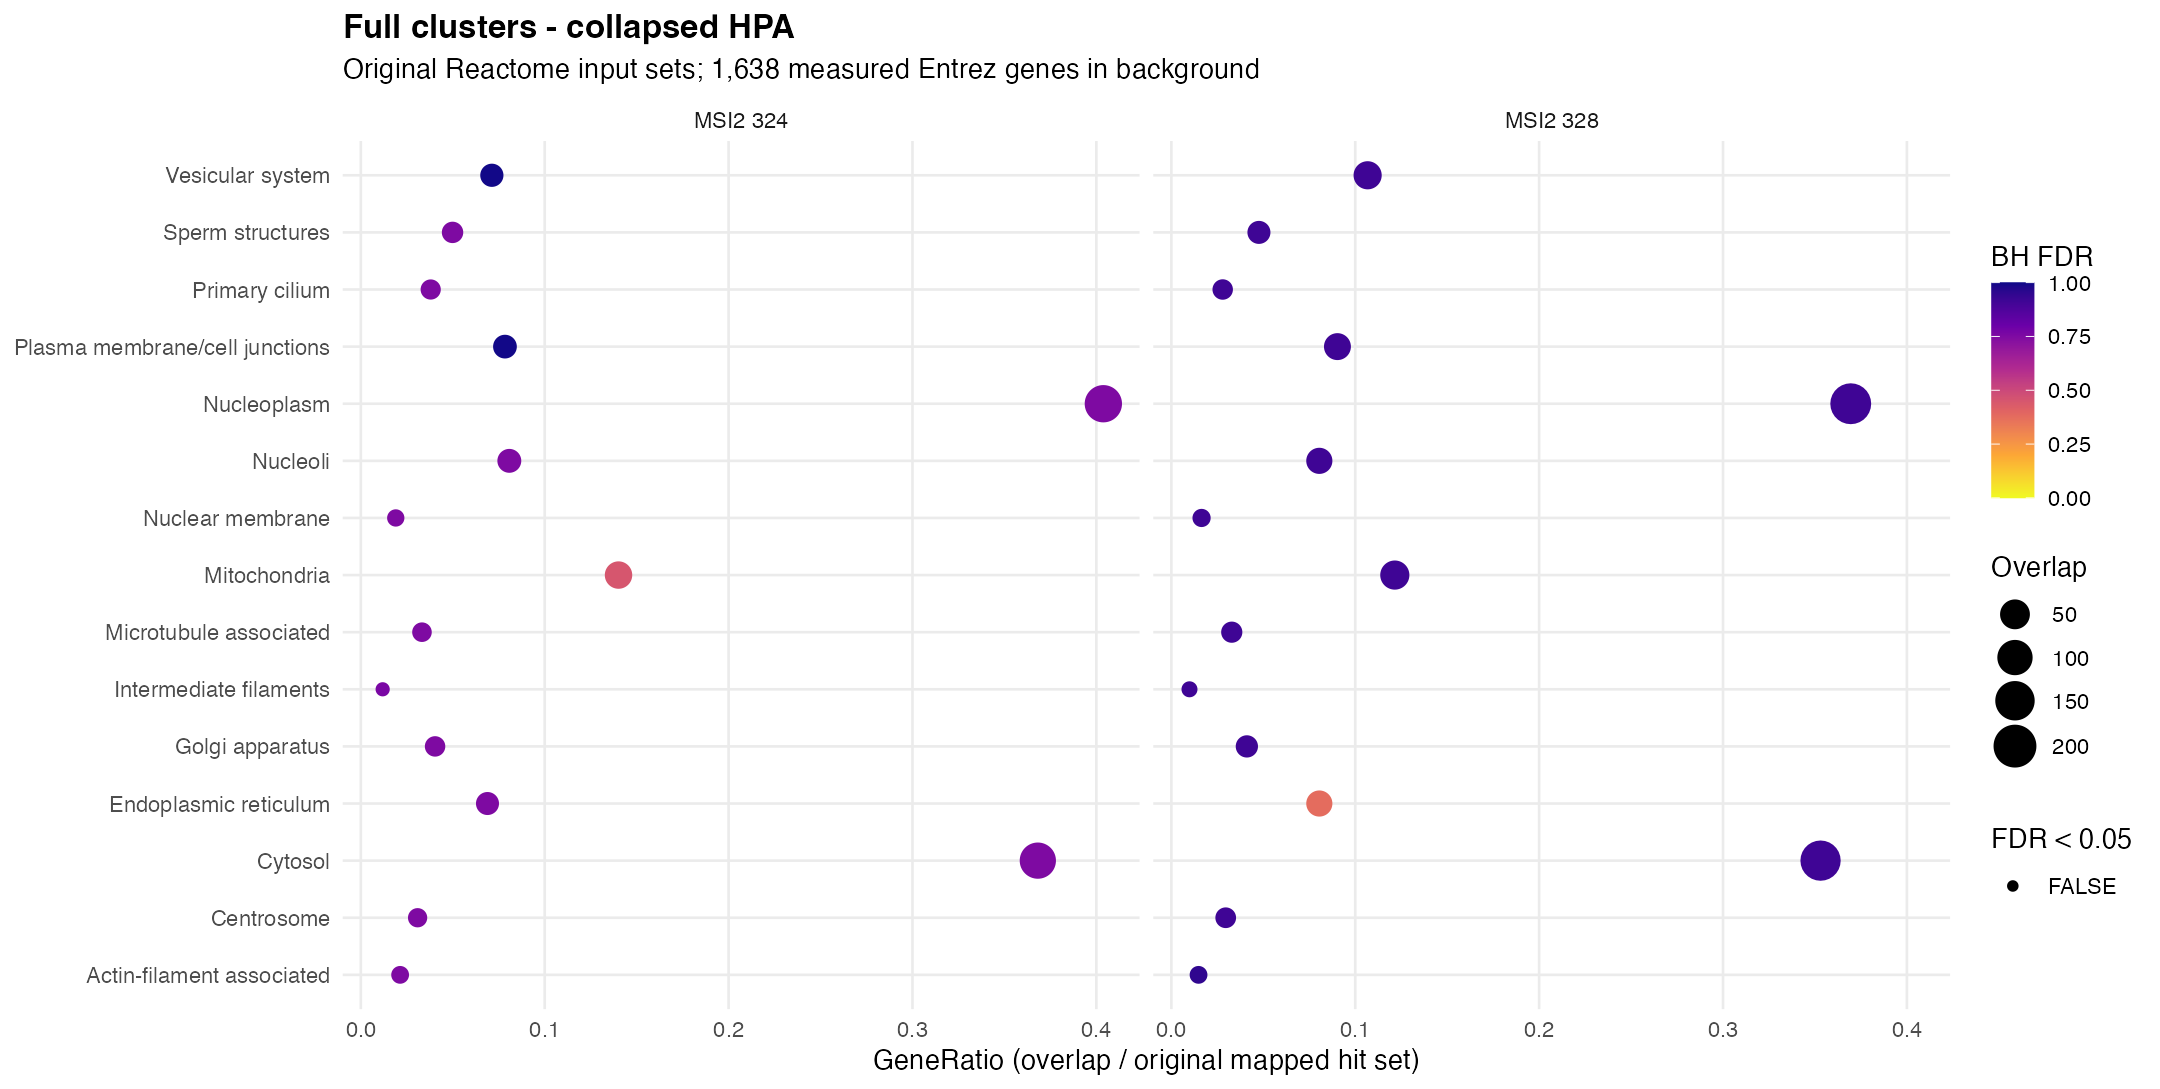 Full clusters - collapsed HPA
Original Reactome input sets; 1,638 measured Entrez genes in background
MSI2 324
MSI2 328
Vesicular system
Sperm structures
Primary cilium
Plasma membrane/cell junctions
Nucleoplasm
Nucleoli
Nuclear membrane
Mitochondria
Microtubule associated
Intermediate filaments
Golgi apparatus
Endoplasmic reticulum
Cytosol
Centrosome
Actin-filament associated
0.0 0.1 0.2 0.3 0.4
0.0 0.1 0.2 0.3 0.4
GeneRatio (overlap / original mapped hit set)
BH FDR
1.00
0.75
0.50
0.25
0.00
Overlap
50
100
150
200
FDR < 0.05
FALSE